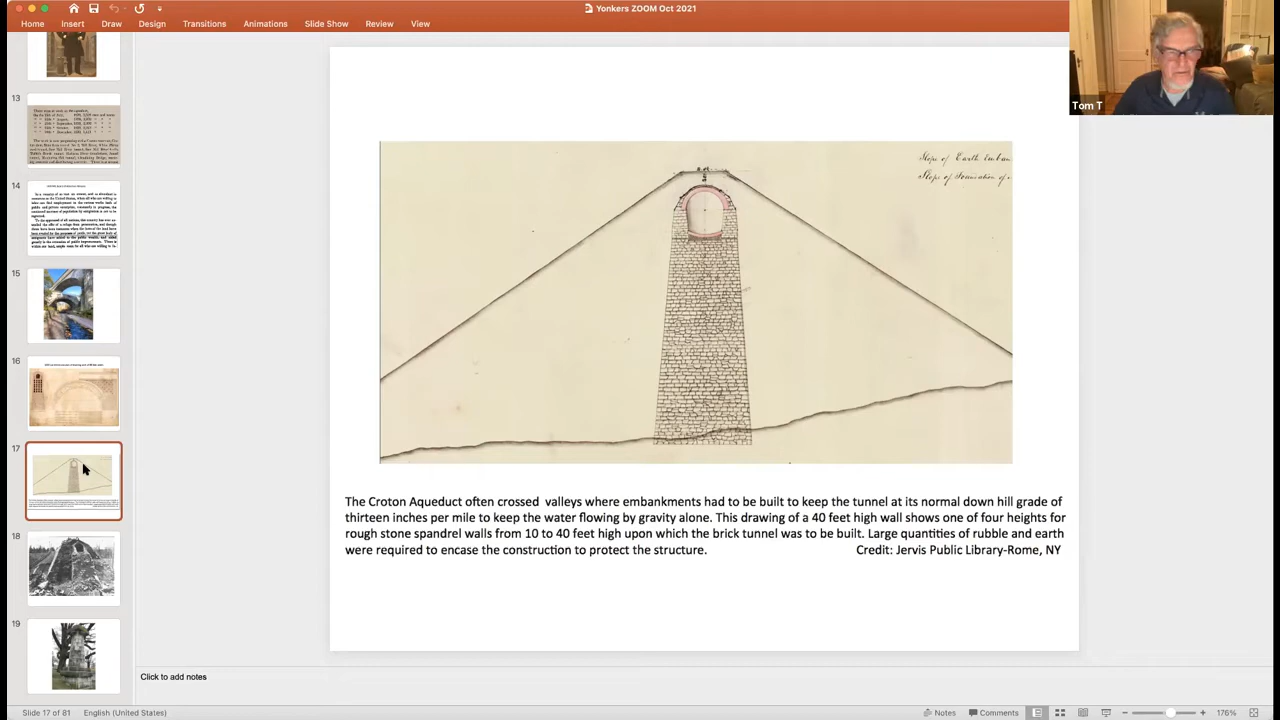 Yonkers ZOOM Oct 2021
Home Insert Draw Design Transitions Animations Slide Show Review View
Tom T
13
14
15
16
17
18
19
Slope of Earth
Slope of
The Croton Aqueduct often crossed valleys where embankments had to be built to keep the tunnel at its normal down hill grade of
thirteen inches per mile to keep the water flowing by gravity alone. This drawing of a 40 feet high wall shows one of four heights for
rough stone spandrel walls from 10 to 40 feet high upon which the brick tunnel was to be built. Large quantities of rubble and earth
were required to encase the construction to protect the structure. Credit: Jervis Public Library-Rome, NY
Click to add notes
Slide 17 of 81 English (United States) Notes Comments 176%